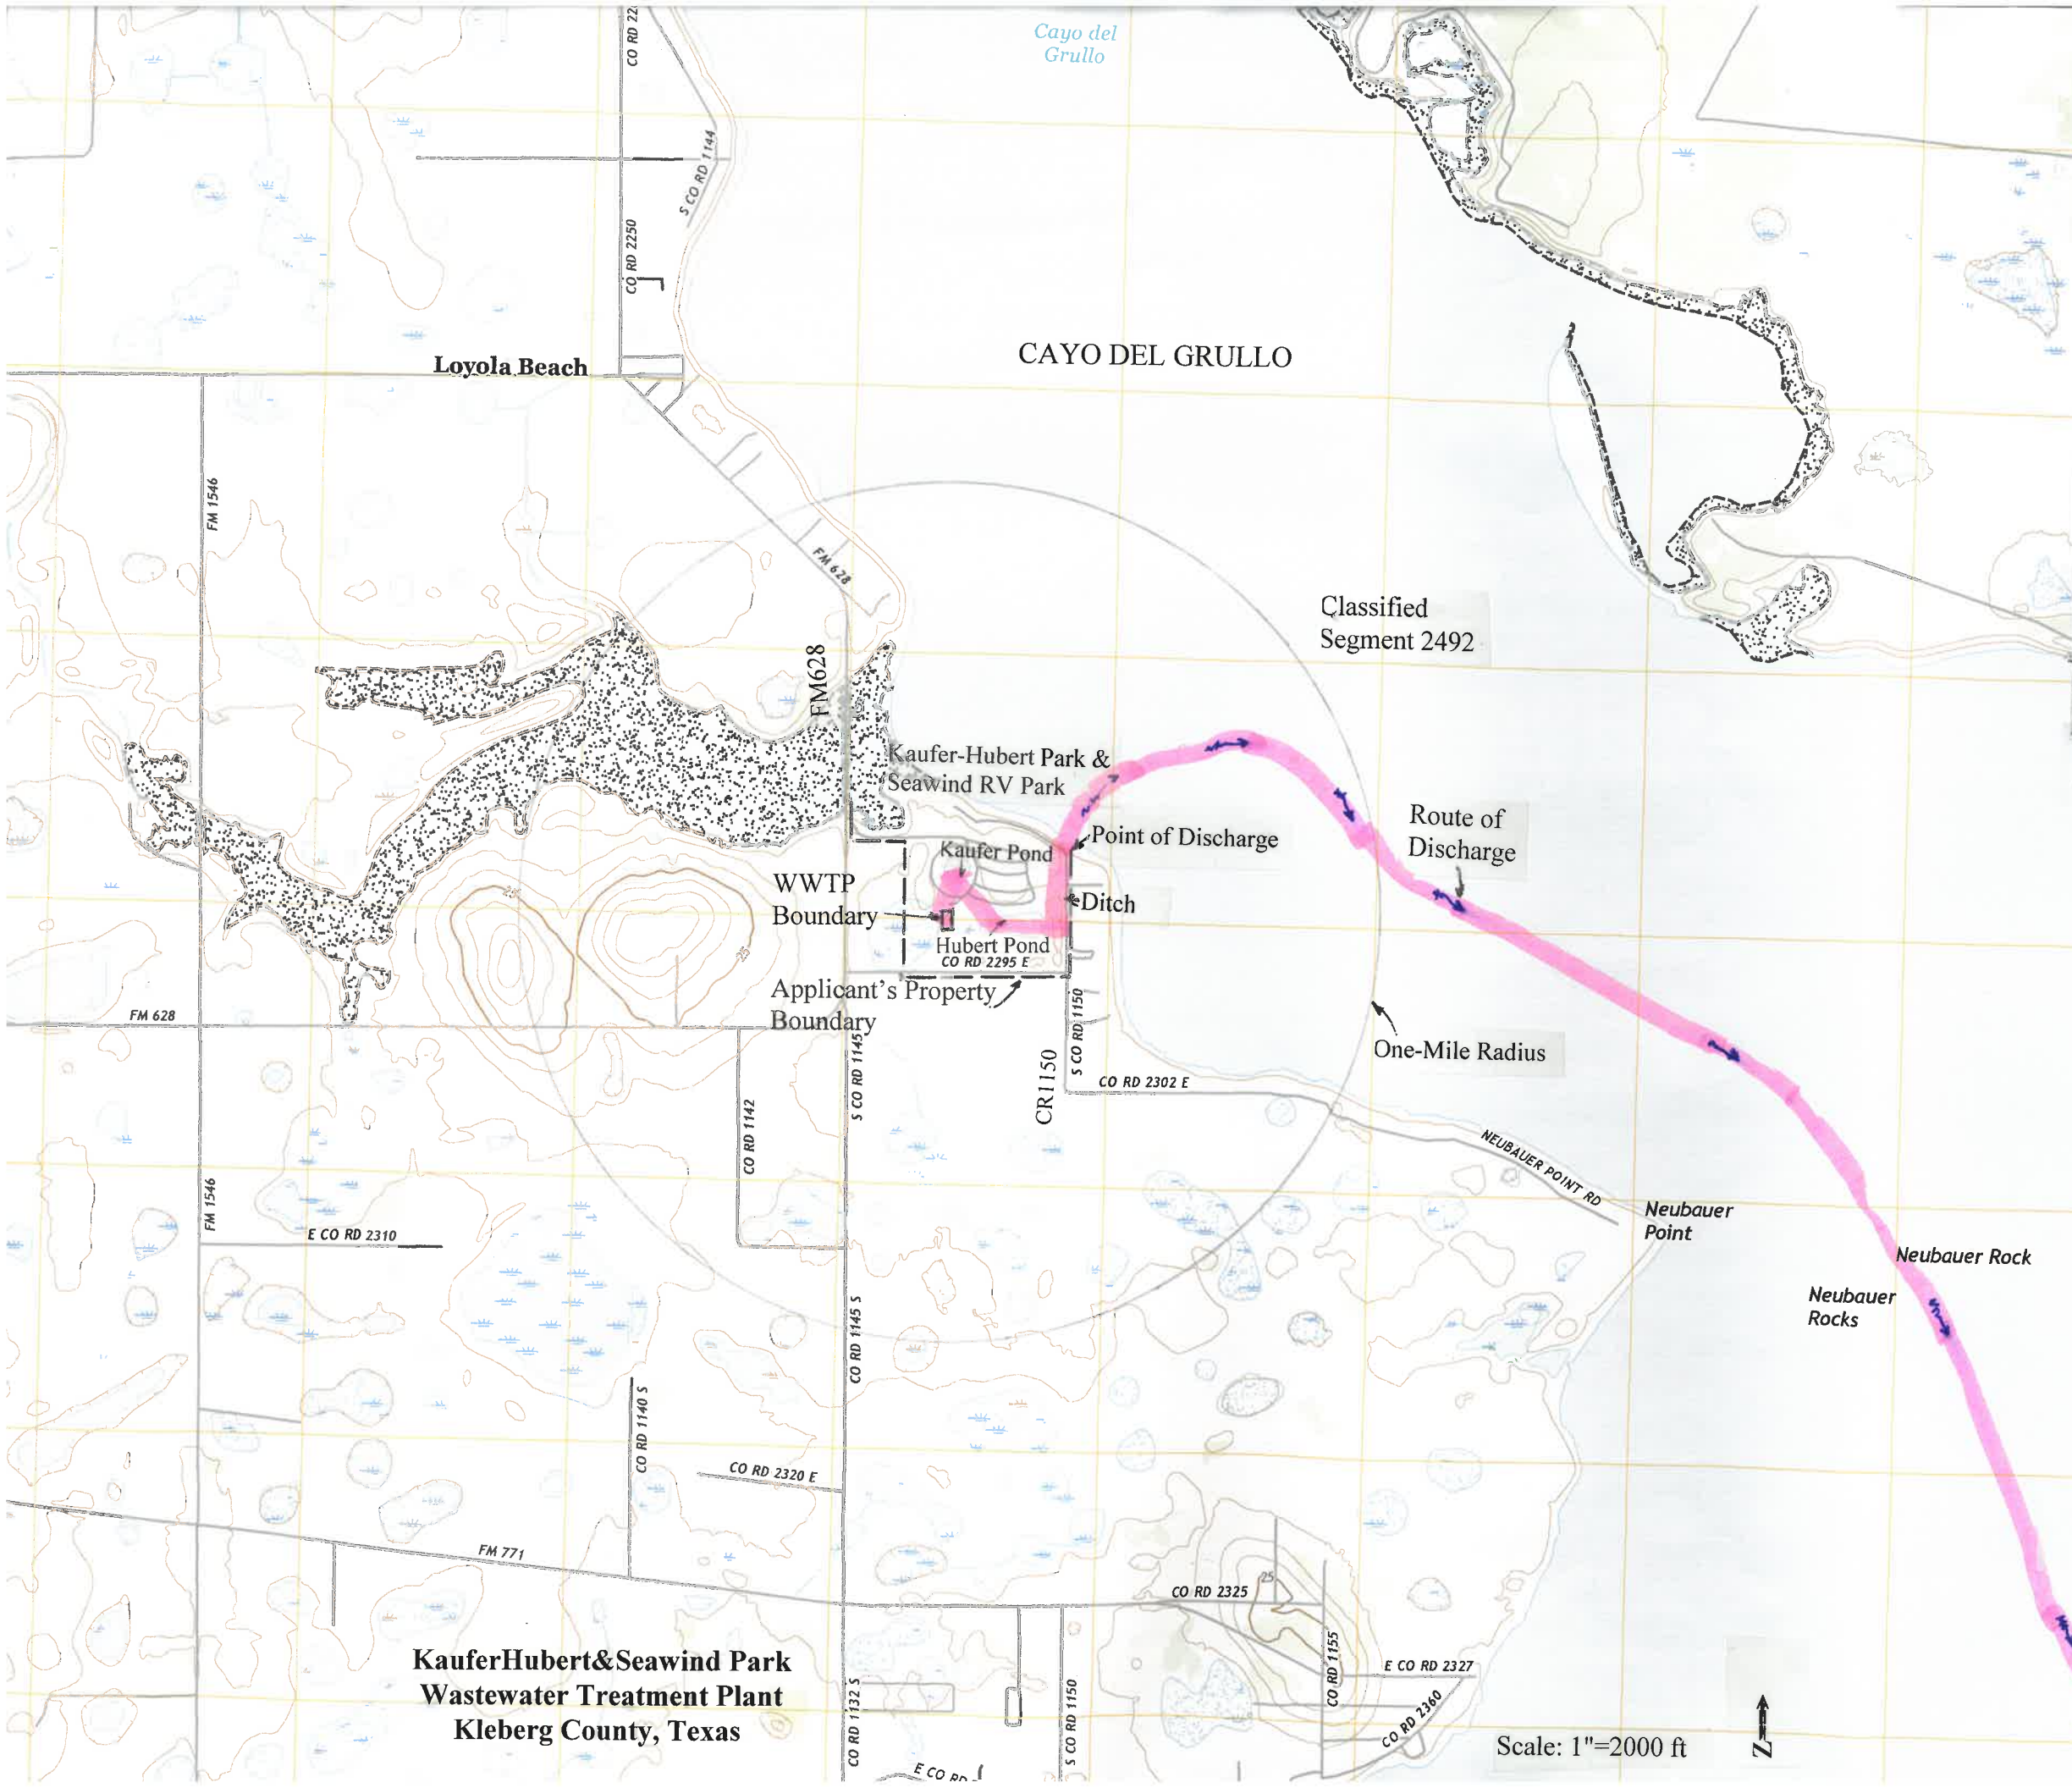 CO RD 22
Cayo del
Grullo
S CO RD 1144
CO RD 2250
Loyola Beach
CAYO DEL GRULLO
FM 1546
FM 628
Classified
Segment 2492
FM628
Kaufer-Hubert Park &
Seawind RV Park
Point of Discharge
Route of
Discharge
Kaufer Pond
WWTP
Boundary
Ditch
Hubert Pond
CO RD 2295 E
25
25
Applicant's Property
Boundary
FM 628
S CO RD 1145
S CO RD 1150
CR1150
One-Mile Radius
CO RD 2302 E
CO RD 1142
NEUBAUER POINT RD
Neubauer
Point
FM 1546
E CO RD 2310
Neubauer Rock
Neubauer
Rocks
CO RD 1145 S
CO RD 1140 S
CO RD 2320 E
FM 771
CO RD 2325
25
CO RD 1155
E CO RD 2327
CO RD 2360
KauferHubert&Seawind Park
Wastewater Treatment Plant
Kleberg County, Texas
CO RD 1132 S
S CO RD 1150
E CO RD
Scale: 1"=2000 ft
N